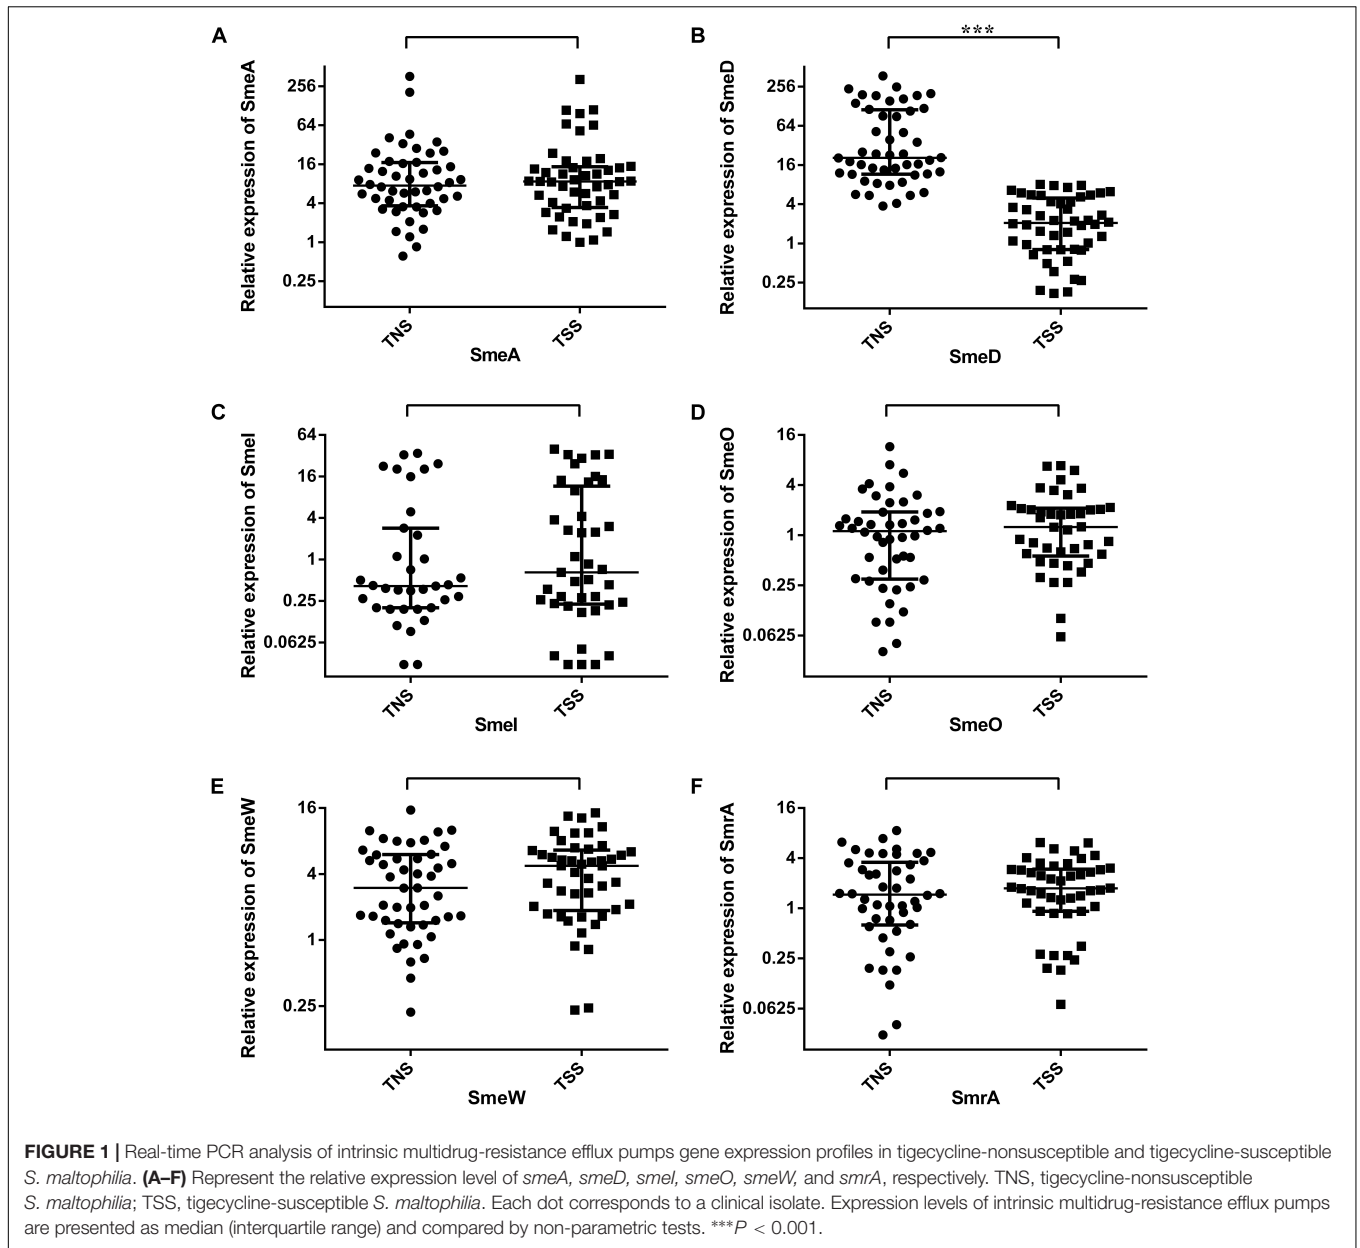 A
Relative expression of SmeA
256
64
16
4
1
0.25
TNS
TSS
SmeA
B
***
Relative expression of SmeD
256
64
16
4
1
0.25
TNS
TSS
SmeD
C
Relative expression of SmeI
64
16
4
1
0.25
0.0625
TNS
TSS
SmeI
D
Relative expression of SmeO
16
4
1
0.25
0.0625
TNS
TSS
SmeO
E
Relative expression of SmeW
16
4
1
0.25
TNS
TSS
SmeW
F
Relative expression of SmrA
16
4
1
0.25
0.0625
TNS
TSS
SmrA
FIGURE 1 | Real-time PCR analysis of intrinsic multidrug-resistance efflux pumps gene expression profiles in tigecycline-nonsusceptible and tigecycline-susceptible
S. maltophilia. (A–F) Represent the relative expression level of smeA, smeD, smeI, smeO, smeW, and smrA, respectively. TNS, tigecycline-nonsusceptible
S. maltophilia; TSS, tigecycline-susceptible S. maltophilia. Each dot corresponds to a clinical isolate. Expression levels of intrinsic multidrug-resistance efflux pumps
are presented as median (interquartile range) and compared by non-parametric tests. ***P < 0.001.